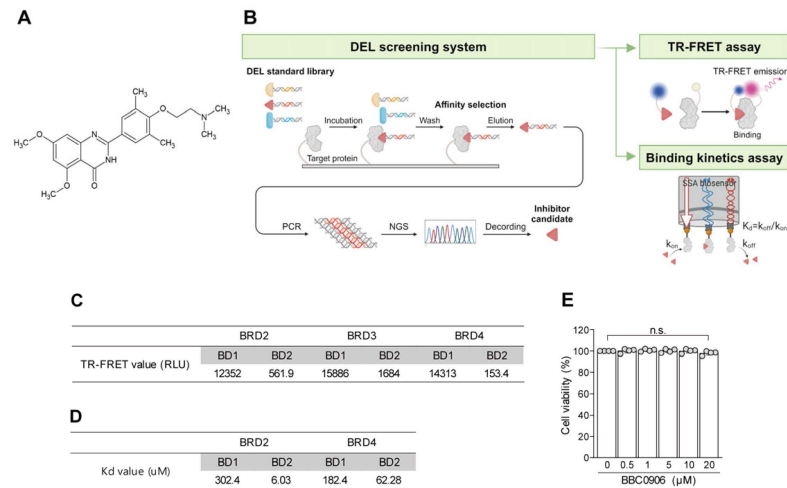 A
CH₃
H₃C
O
N
CH₃
CH₃
O
N
NH
O
O
CH₃
H₃C
B
DEL screening system
DEL standard library
Incubation
Wash
Affinity selection
Elution
Target protein
PCR
NGS
Decording
Inhibitor
candidate
TR-FRET assay
TR-FRET emission
Binding
Binding kinetics assay
SSA biosensor
Kd=koff/kon
kon
koff
C
BRD2 BRD3 BRD4
TR-FRET value (RLU) BD1 BD2 BD1 BD2 BD1 BD2
12352 561.9 15886 1684 14313 153.4
D
BRD2 BRD4
Kd value (uM) BD1 BD2 BD1 BD2
302.4 6.03 182.4 62.28
E
n.s.
120
100
80
60
40
20
0
Cell viability (%)
0 0.5 1 5 10 20
BBC0906 (µM)